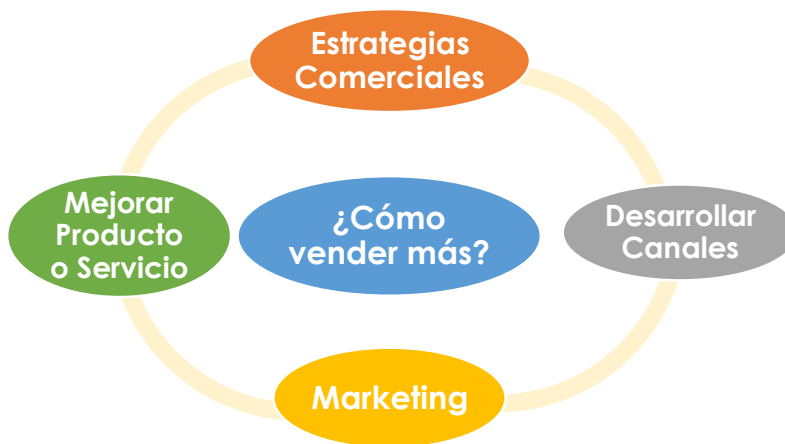 Estrategias
Comerciales
Mejorar
Producto
o Servicio
¿Cómo
vender más?
Desarrollar
Canales
Marketing